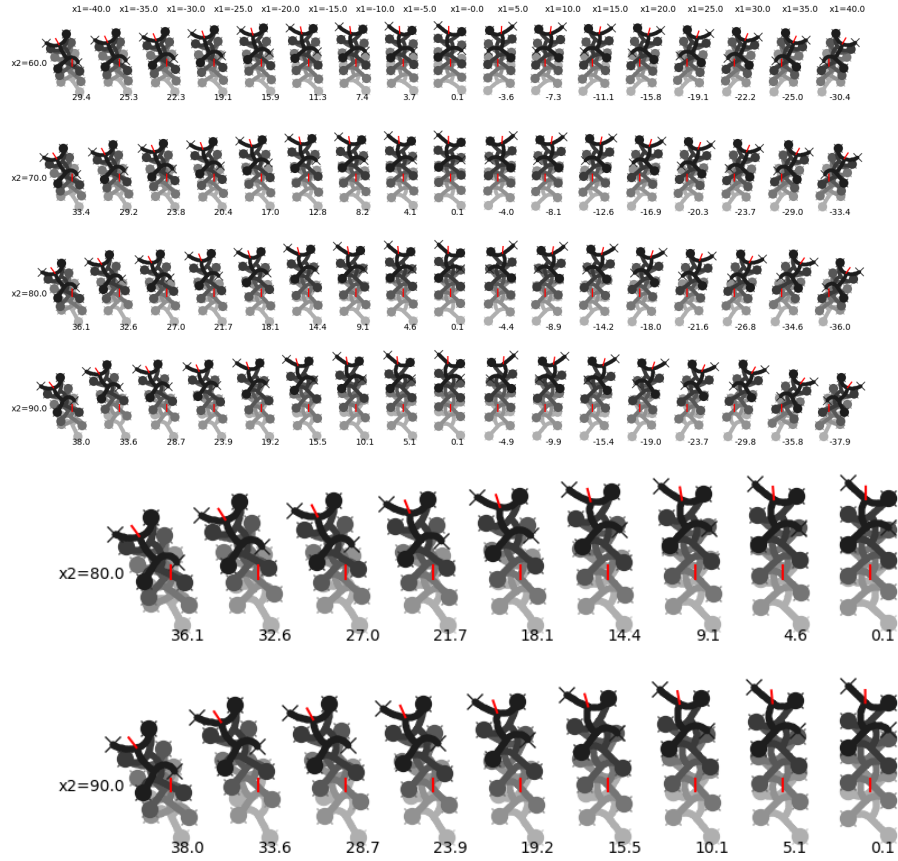 x1=-40.0 x1=-35.0 x1=-30.0 x1=-25.0 x1=-20.0 x1=-15.0 x1=-10.0 x1=-5.0 x1=-0.0 x1=5.0 x1=10.0 x1=15.0 x1=20.0 x1=25.0 x1=30.0 x1=35.0 x1=40.0
x2=60.0
29.4 25.3 22.3 19.1 15.9 11.3 7.4 3.7 0.1 -3.6 -7.3 -11.1 -15.8 -19.1 -22.2 -25.0 -30.4
x2=70.0
33.4 29.2 23.8 20.4 17.0 12.8 8.2 4.1 0.1 -4.0 -8.1 -12.6 -16.9 -20.3 -23.7 -29.0 -33.4
x2=80.0
36.1 32.6 27.0 21.7 18.1 14.4 9.1 4.6 0.1 -4.4 -8.9 -14.2 -18.0 -21.6 -26.8 -34.6 -36.0
x2=90.0
38.0 33.6 28.7 23.9 19.2 15.5 10.1 5.1 0.1 -4.9 -9.9 -15.4 -19.0 -23.7 -29.8 -35.8 -37.9
x2=80.0
36.1 32.6 27.0 21.7 18.1 14.4 9.1 4.6 0.1
x2=90.0
38.0 33.6 28.7 23.9 19.2 15.5 10.1 5.1 0.1